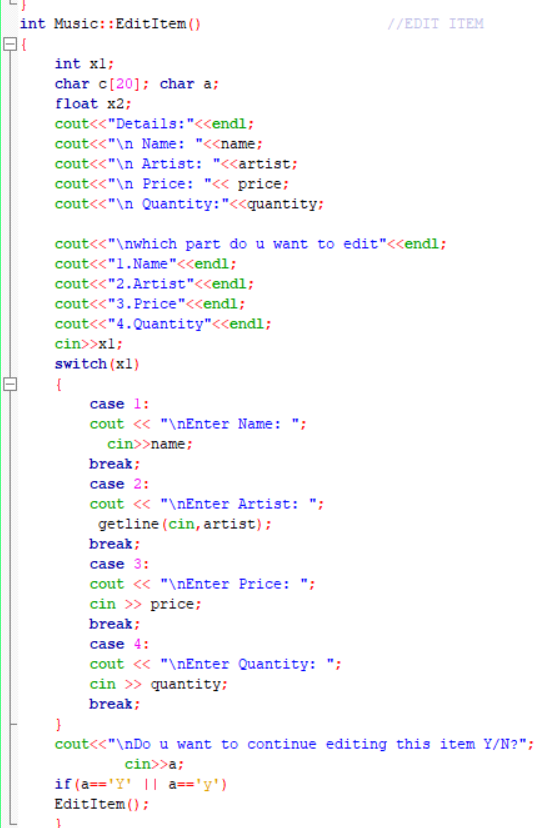 }
int Music::EditItem() //EDIT ITEM
{
int x1;
char c[20]; char a;
float x2;
cout<<"Details:"<<endl;
cout<<"\n Name: "<<name;
cout<<"\n Artist: "<<artist;
cout<<"\n Price: "<< price;
cout<<"\n Quantity:"<<quantity;
cout<<"\nwhich part do u want to edit"<<endl;
cout<<"1.Name"<<endl;
cout<<"2.Artist"<<endl;
cout<<"3.Price"<<endl;
cout<<"4.Quantity"<<endl;
cin>>x1;
switch(x1)
{
case 1:
cout << "\nEnter Name: ";
cin>>name;
break;
case 2:
cout << "\nEnter Artist: ";
getline(cin,artist);
break;
case 3:
cout << "\nEnter Price: ";
cin >> price;
break;
case 4:
cout << "\nEnter Quantity: ";
cin >> quantity;
break;
}
cout<<"\nDo u want to continue editing this item Y/N?";
cin>>a;
if(a=='Y' || a=='y')
EditItem();
}